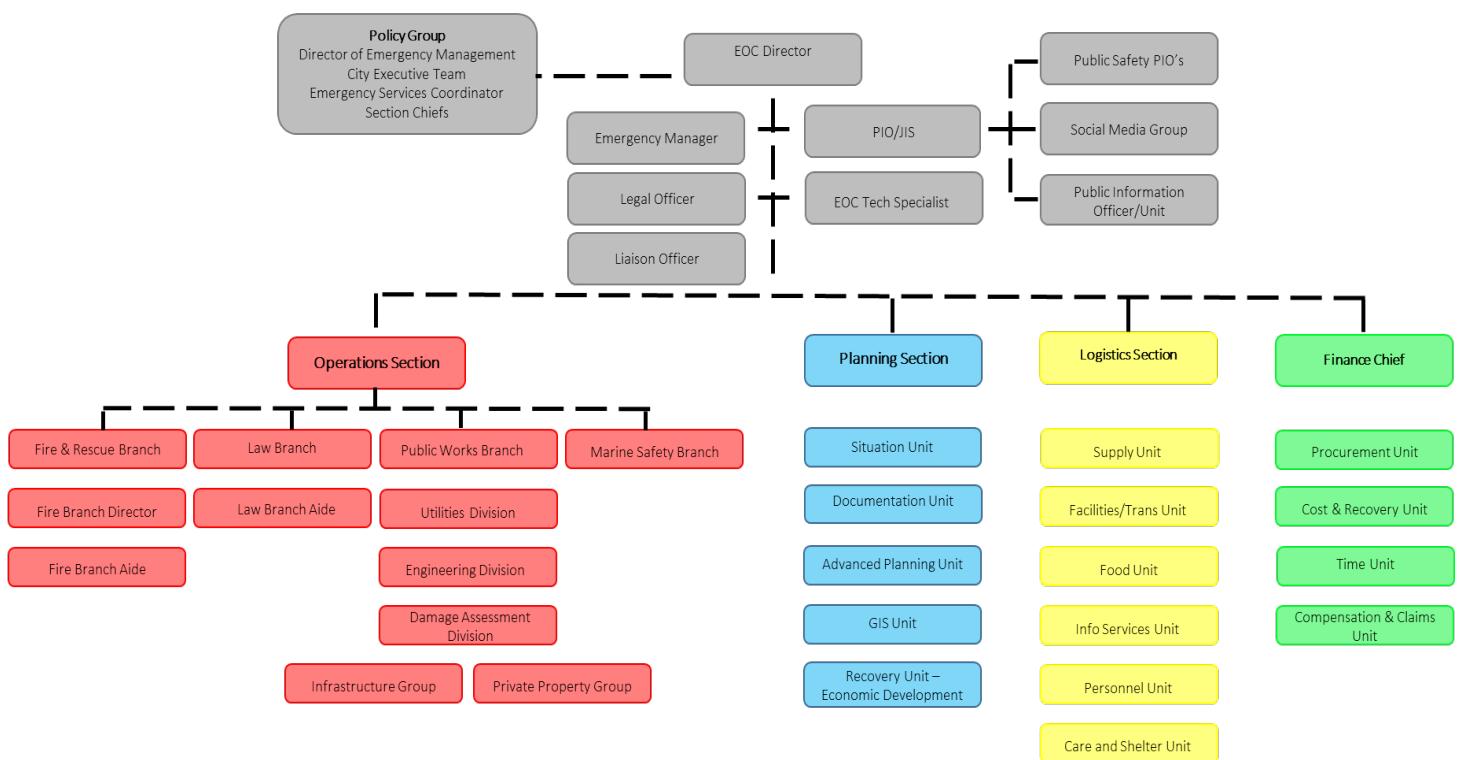 Policy Group
Director of Emergency Management
City Executive Team
Emergency Services Coordinator
Section Chiefs
EOC Director
Public Safety PIO’s
Emergency Manager
PIO/JIS
Social Media Group
Legal Officer
EOC Tech Specialist
Public Information
Officer/Unit
Liaison Officer
Operations Section
Planning Section
Logistics Section
Finance Chief
Fire & Rescue Branch
Law Branch
Public Works Branch
Marine Safety Branch
Fire Branch Director
Law Branch Aide
Utilities Division
Fire Branch Aide
Engineering Division
Damage Assessment
Division
Infrastructure Group
Private Property Group
Situation Unit
Documentation Unit
Advanced Planning Unit
GIS Unit
Recovery Unit –
Economic Development
Supply Unit
Facilities/Trans Unit
Food Unit
Info Services Unit
Personnel Unit
Care and Shelter Unit
Procurement Unit
Cost & Recovery Unit
Time Unit
Compensation & Claims
Unit